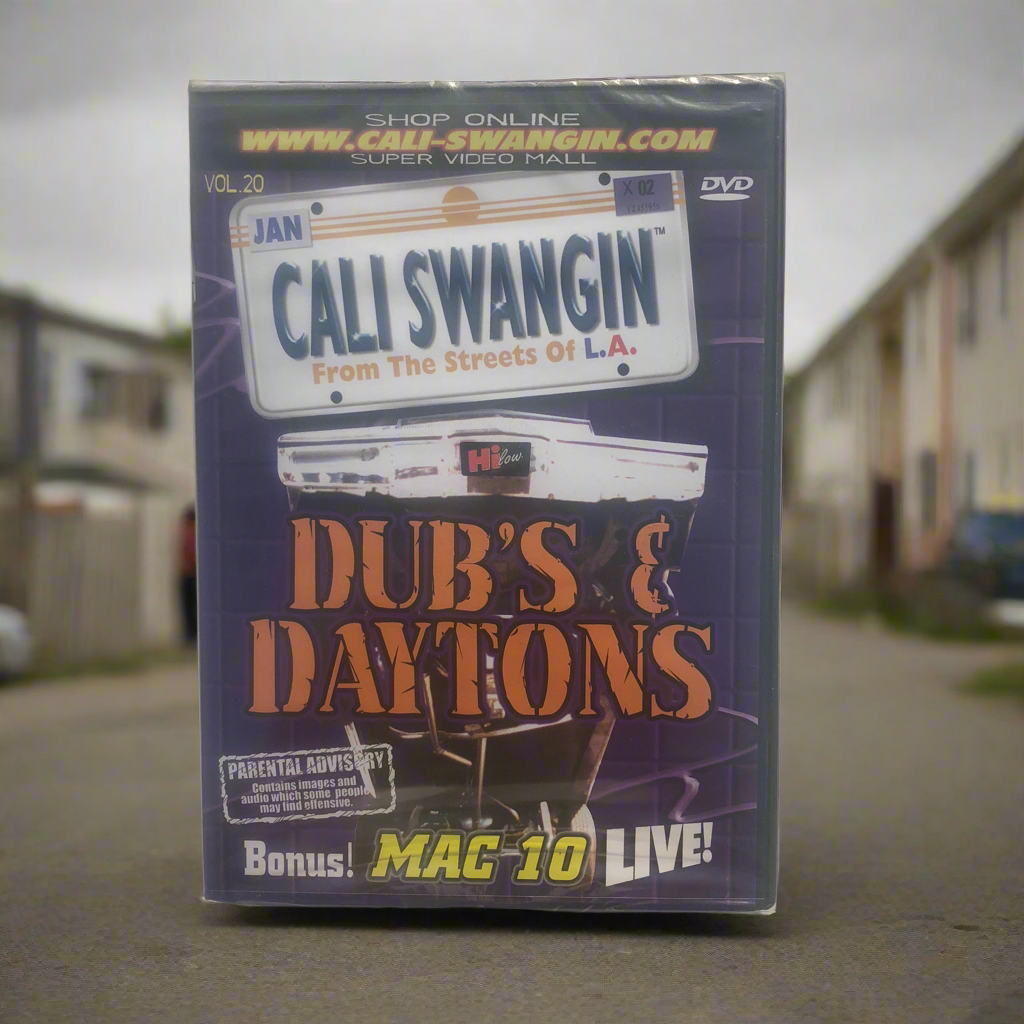 SHOP ONLINE
WWW.CALI-SWANGIN.COM
SUPER VIDEO MALL
VOL.20
DVD
JAN
X 02
CALI SWANGIN™
From The Streets Of L.A.
Hi low
DUB'S &
DAYTONS
PARENTAL ADVISORY
Contains images and
audio which some people
may find offensive.
Bonus! MAC 10 LIVE!